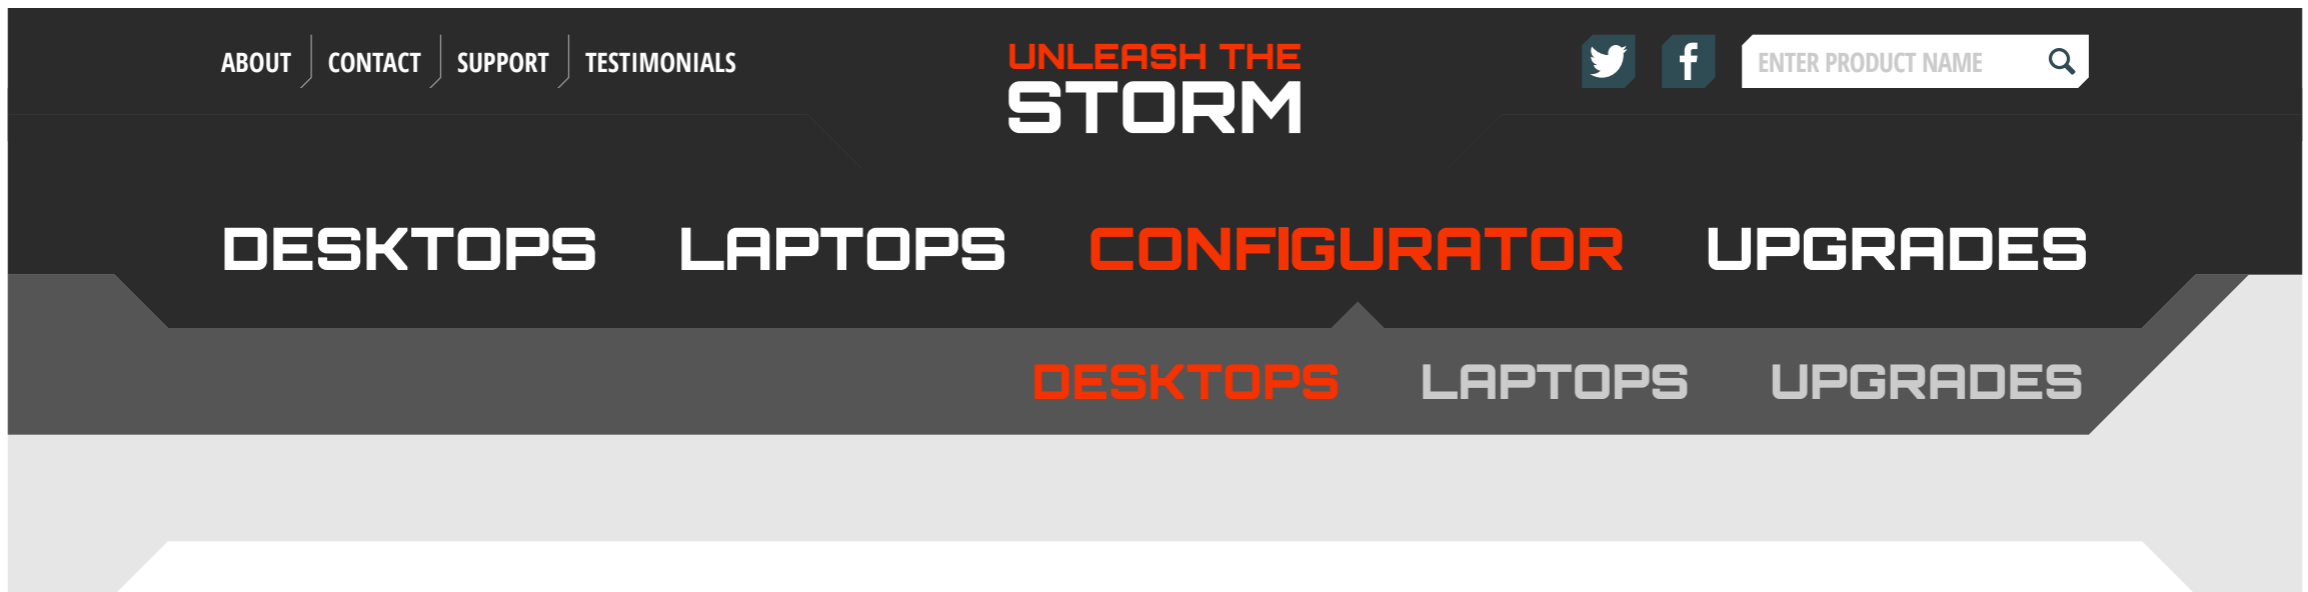 ABOUT CONTACT SUPPORT TESTIMONIALS
UNLEASH THE
STORM
ENTER PRODUCT NAME
DESKTOPS LAPTOPS CONFIGURATOR UPGRADES
DESKTOPS LAPTOPS UPGRADES